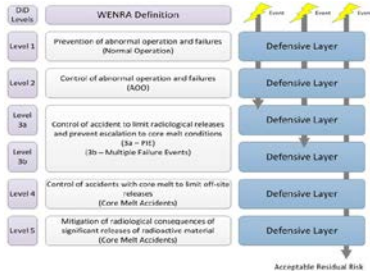 DiD
Levels
WENRA Definition
Event
Event
Event
Level 1
Prevention of abnormal operation and failures
(Normal Operation)
Defensive Layer
Level 2
Control of abnormal operation and failures
(AOO)
Defensive Layer
Level
3a
Control of accident to limit radiological releases
and prevent escalation to core melt conditions
(3a – PIE)
(3b – Multiple Failure Events)
Defensive Layer
Level
3b
Defensive Layer
Level 4
Control of accidents with core melt to limit off-site
releases
(Core Melt Accidents)
Defensive Layer
Level 5
Mitigation of radiological consequences of
significant releases of radioactive material
(Core Melt Accidents)
Defensive Layer
Acceptable Residual Risk